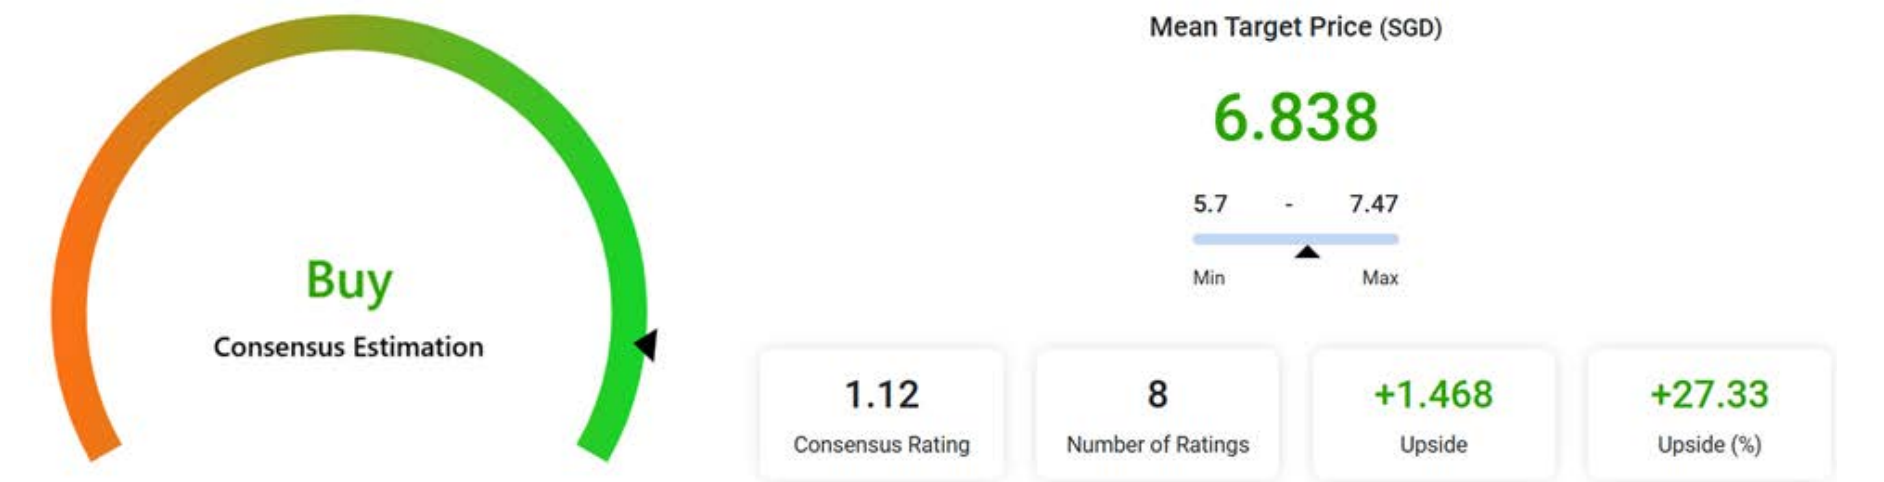 Buy
Consensus Estimation
Mean Target Price (SGD)
6.838
5.7 - 7.47
Min Max
1.12
Consensus Rating
8
Number of Ratings
+1.468
Upside
+27.33
Upside (%)